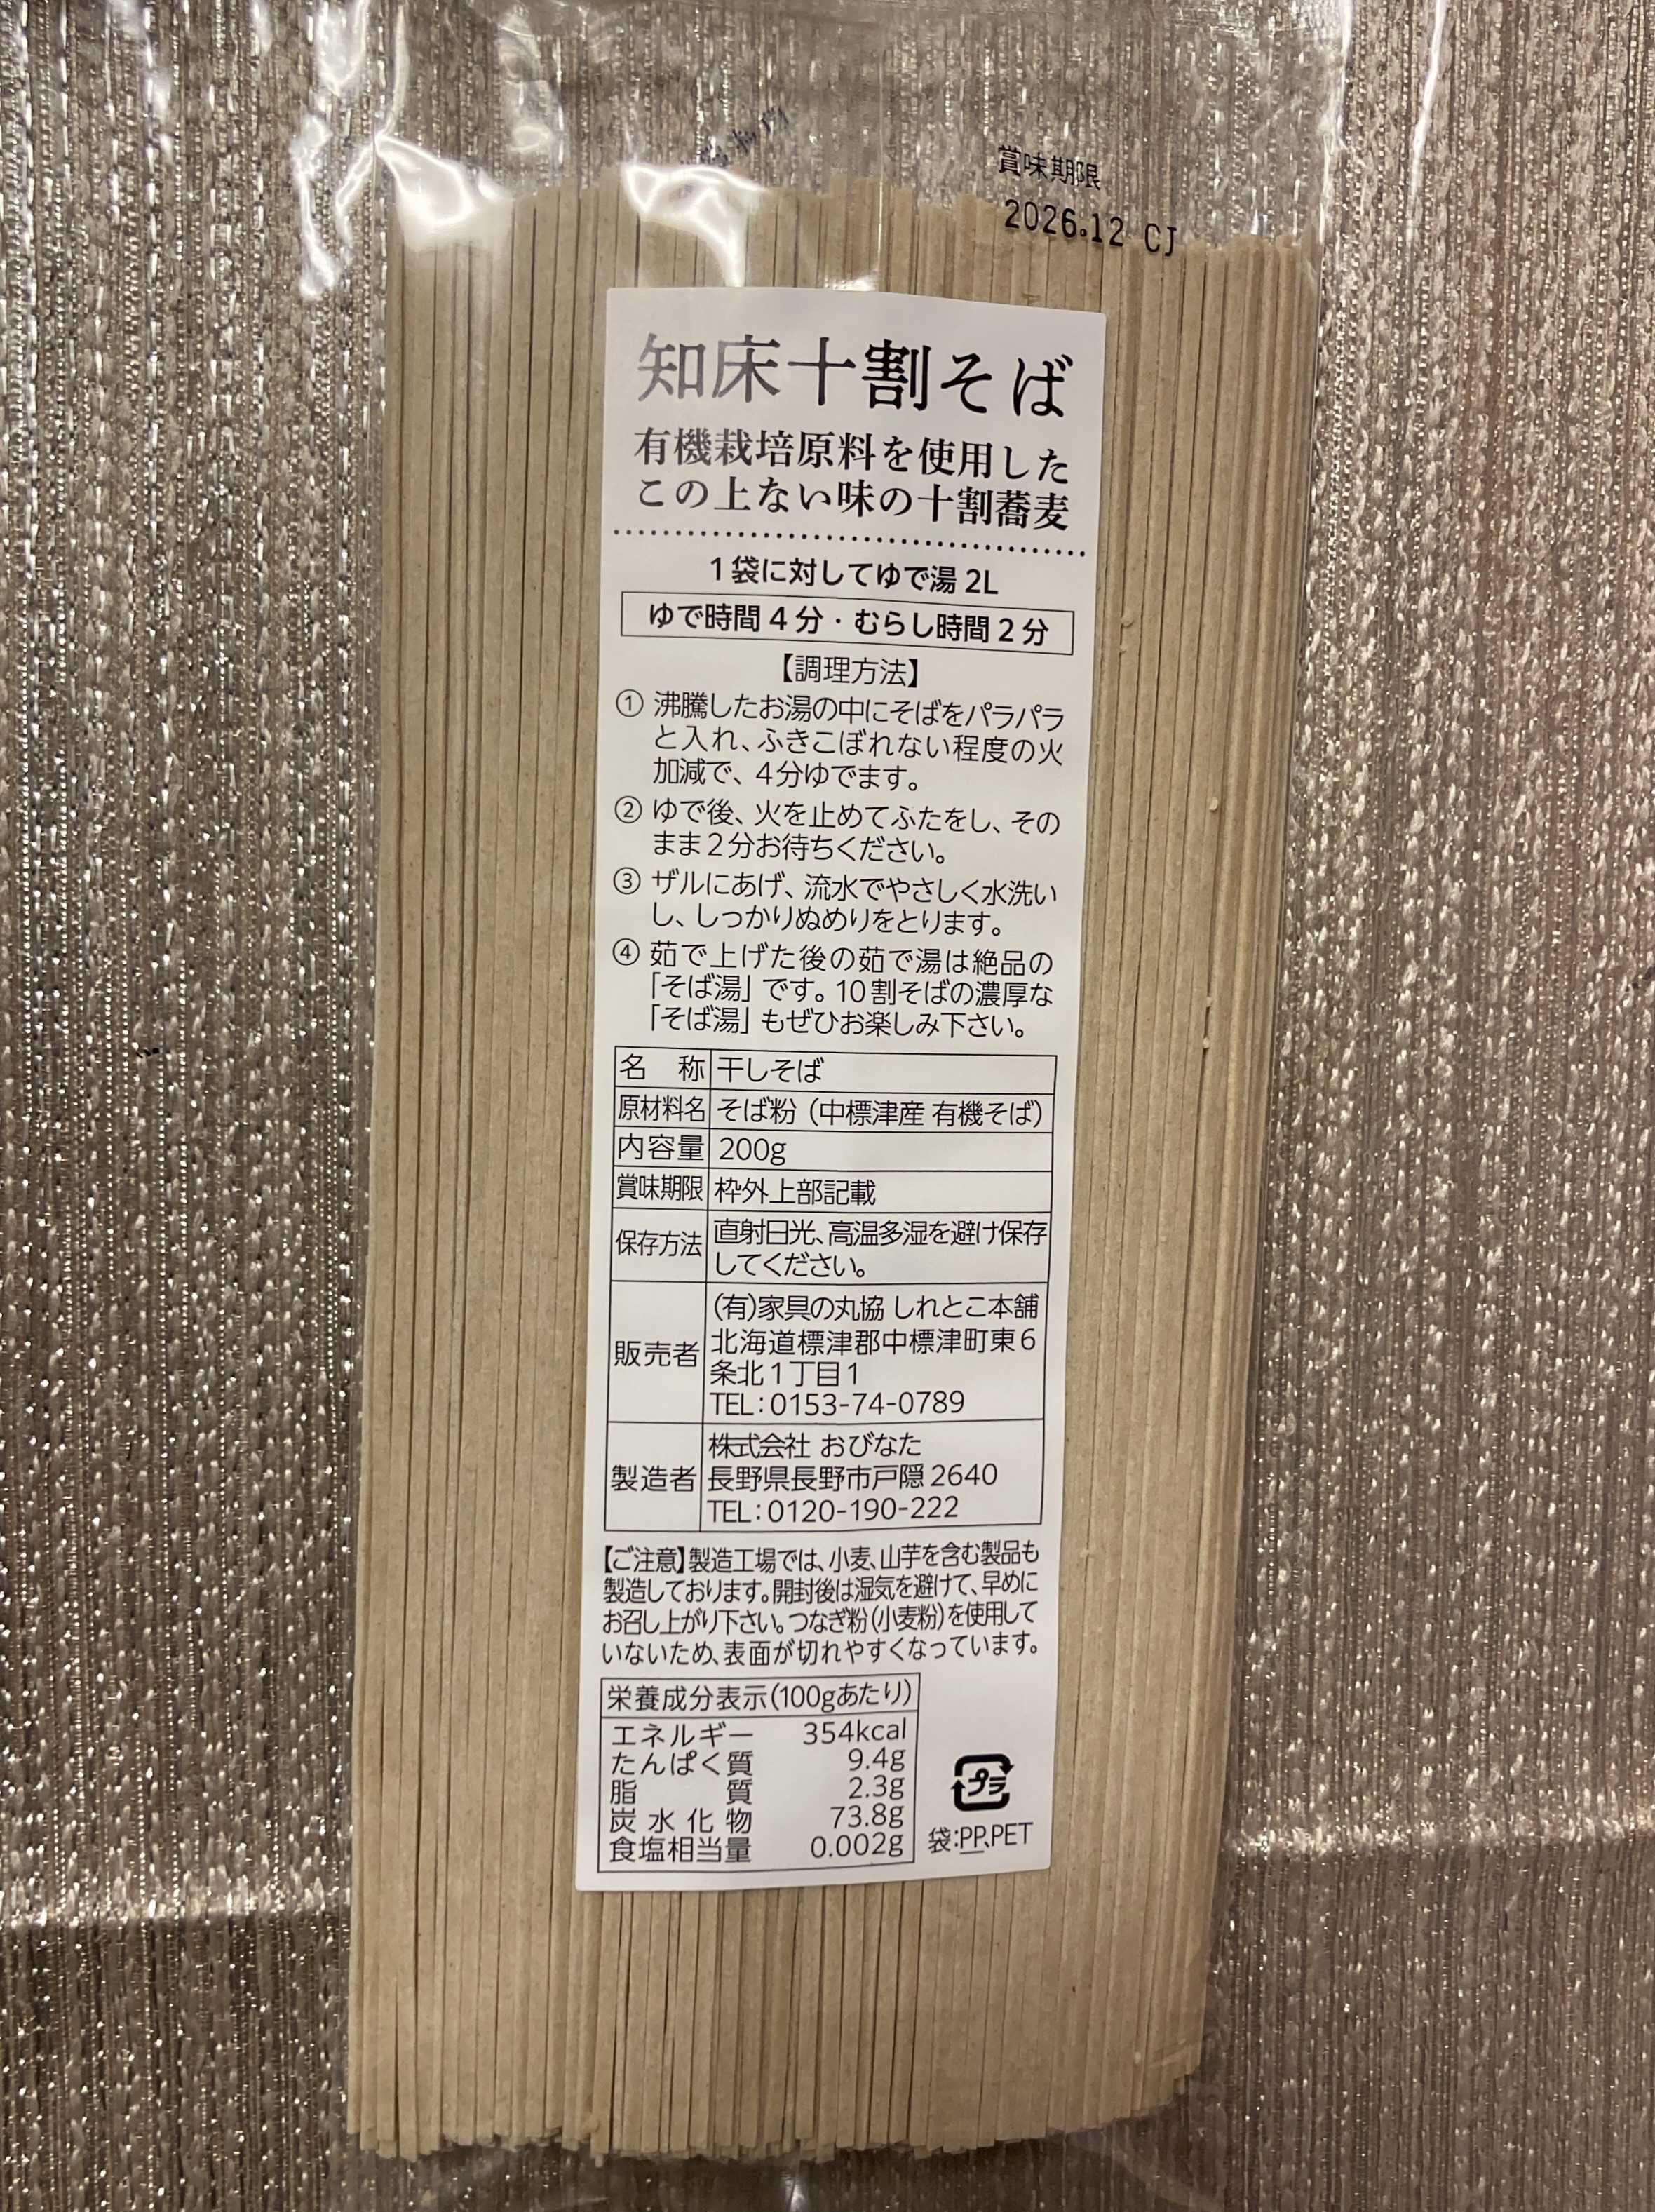 賞味期限
2026.12 CJ
知床十割そば
有機栽培原料を使用した
この上ない味の十割蕎麦
1袋に対してゆで湯2L
ゆで時間4分・むらし時間2分
【調理方法】
① 沸騰したお湯の中にそばをパラパラ
と入れ、ふきこぼれない程度の火
加減で、4分ゆでます。
② ゆで後、火を止めてふたをし、その
まま2分お待ちください。
③ ザルにあげ、流水でやさしく水洗い
し、しっかりぬめりをとります。
④ 茹で上げた後の茹で湯は絶品の
「そば湯」です。10割そばの濃厚な
「そば湯」もぜひお楽しみ下さい。
名 称 干しそば
原材料名 そば粉（中標津産 有機そば）
内容量 200g
賞味期限 枠外上部記載
保存方法 直射日光、高温多湿を避け保存
してください。
販売者 (有)家具の丸協 しれとこ本舗
北海道標津郡中標津町東6
条北1丁目1
TEL:0153-74-0789
製造者 株式会社 おびなた
長野県長野市戸隠2640
TEL:0120-190-222
【ご注意】製造工場では、小麦、山芋を含む製品も
製造しております。開封後は湿気を避けて、早めに
お召し上がり下さい。つなぎ粉(小麦粉)を使用して
いないため、表面が切れやすくなっています。
栄養成分表示(100gあたり)
エネルギー 354kcal
たんぱく質 9.4g
脂 質 2.3g
炭水化物 73.8g
食塩相当量 0.002g
プラ
袋:PP,PET